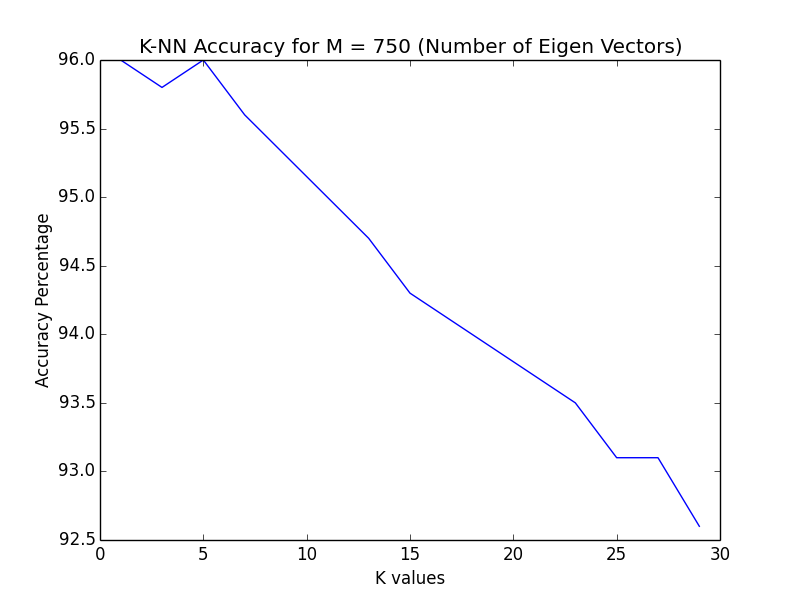 K-NN Accuracy for M = 750 (Number of Eigen Vectors)
96.0
95.5
95.0
94.5
94.0
93.5
93.0
92.5
Accuracy Percentage
0 5 10 15 20 25 30
K values